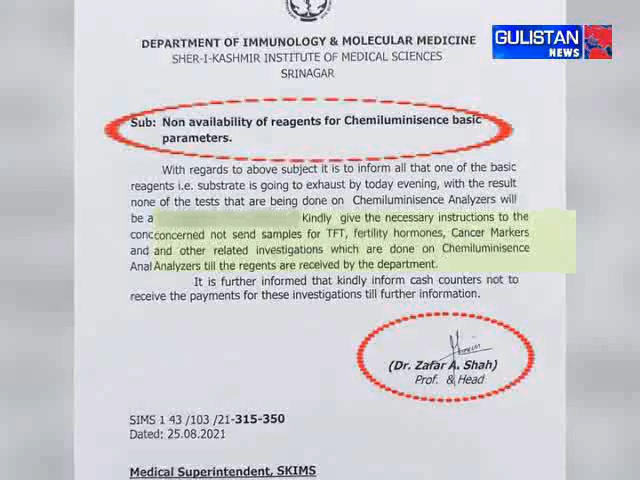 GULISTAN
NEWS
DEPARTMENT OF IMMUNOLOGY & MOLECULAR MEDICINE
SHER-I-KASHMIR INSTITUTE OF MEDICAL SCIENCES
SRINAGAR
Sub: Non availability of reagents for Chemiluminisence basic
parameters.
With regards to above subject it is to inform all that one of the basic
reagents i.e. substrate is going to exhaust by today evening, with the result
none of the tests that are being done on Chemiluminisence Analyzers will
be a Kindly give the necessary instructions to the
conc concerned not send samples for TFT, fertility hormones, Cancer Markers
and and other related investigations which are done on Chemiluminisence
Anal Analyzers till the regents are received by the department.
It is further informed that kindly inform cash counters not to
receive the payments for these investigations till further information.
(Dr. Zafar A. Shah)
Prof. & Head
SIMS 1 43 /103 /21-315-350
Dated: 25.08.2021
Medical Superintendent, SKIMS